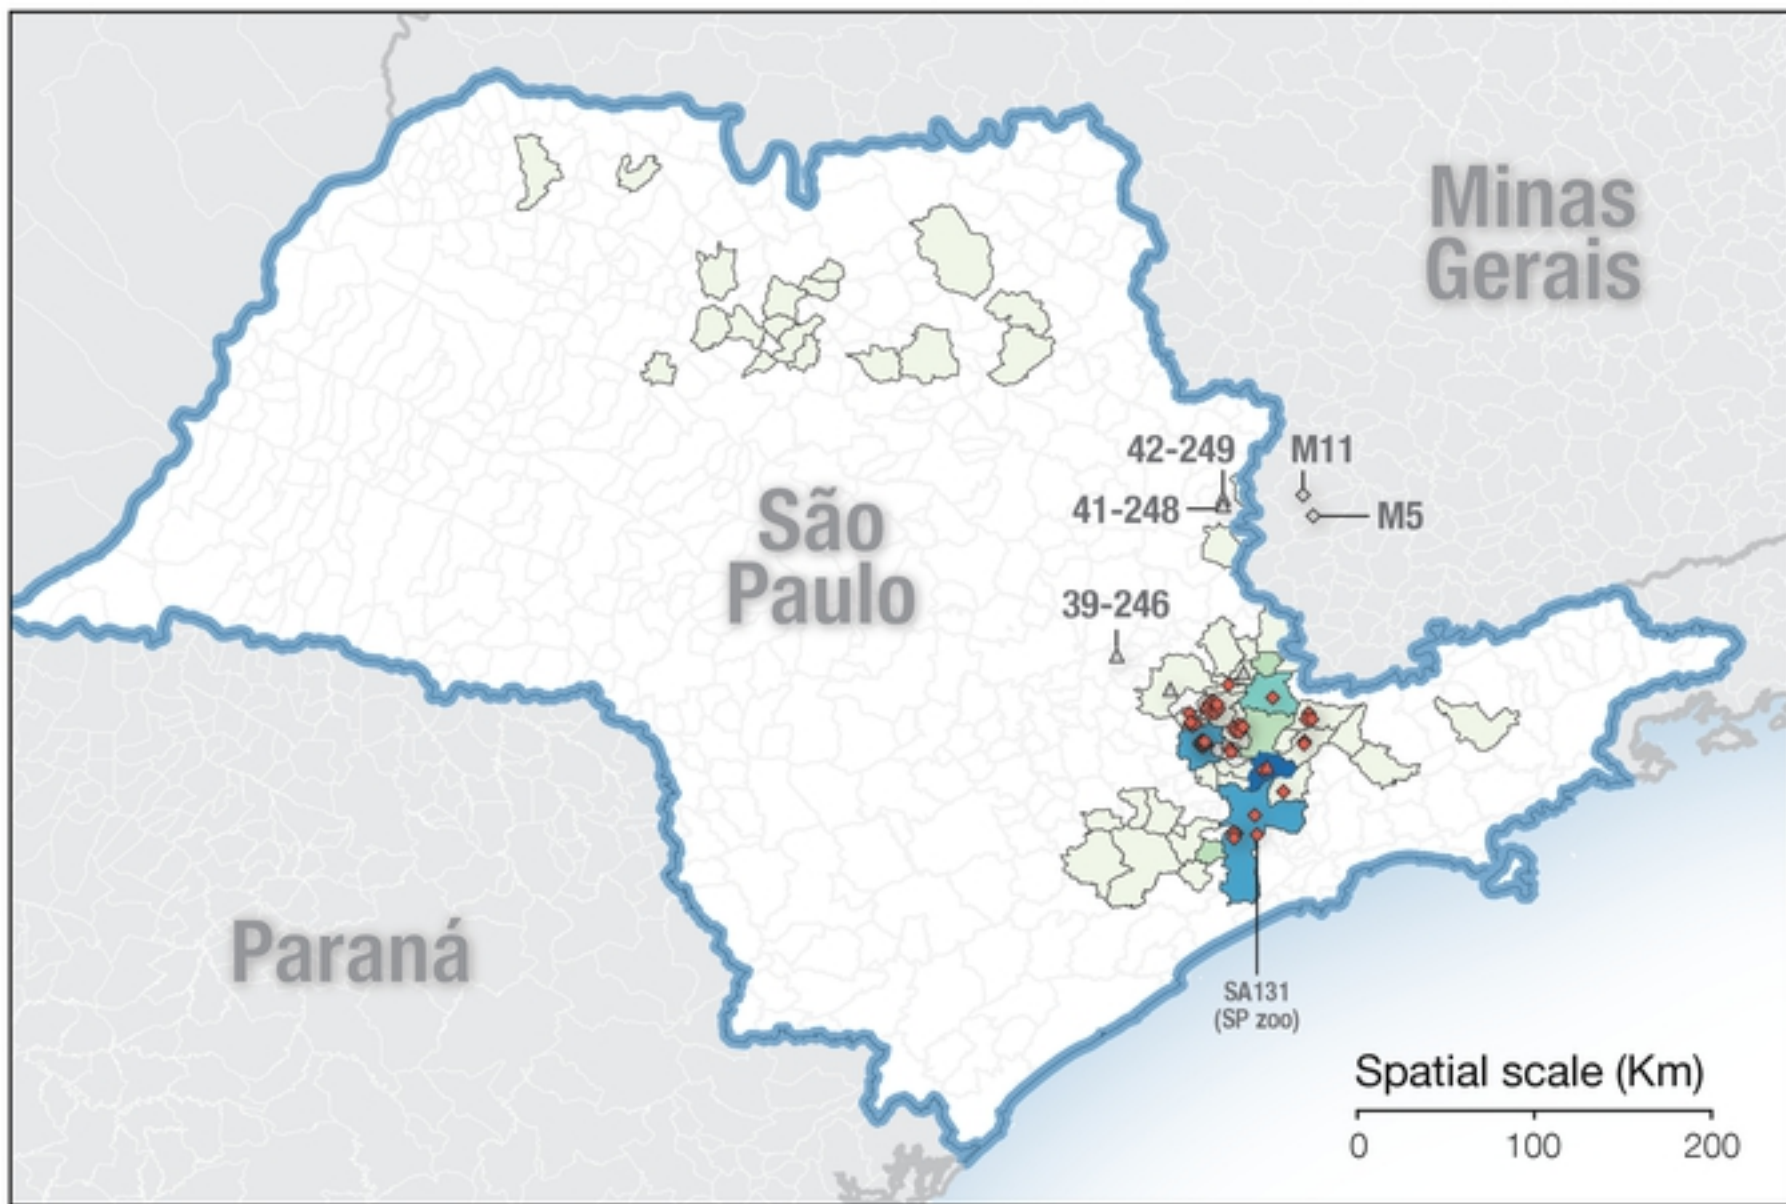 Minas
Gerais
42-249
M11
41-248
M5
São
Paulo
39-246
Paraná
SA131
(SP zoo)
Spatial scale (Km)
0 100 200